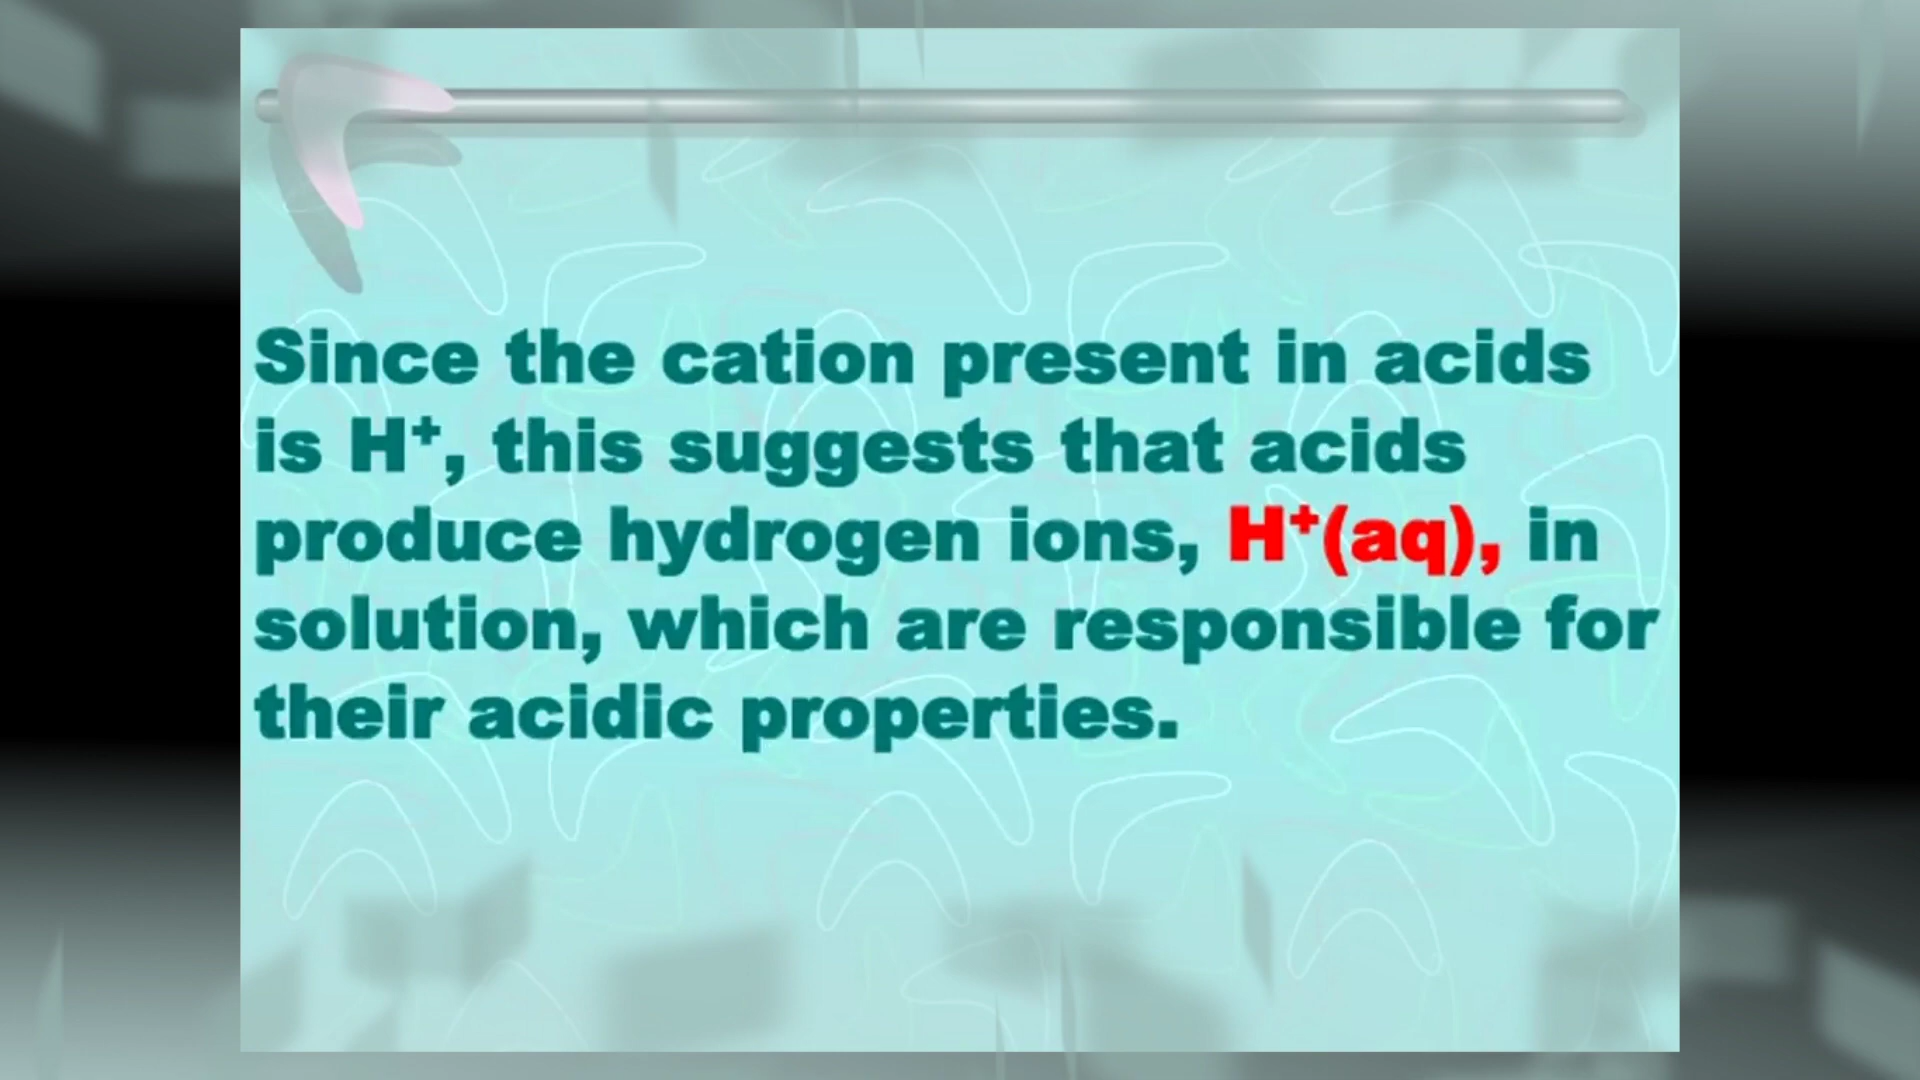 Since the cation present in acids
is H⁺, this suggests that acids
produce hydrogen ions, H⁺(aq), in
solution, which are responsible for
their acidic properties.